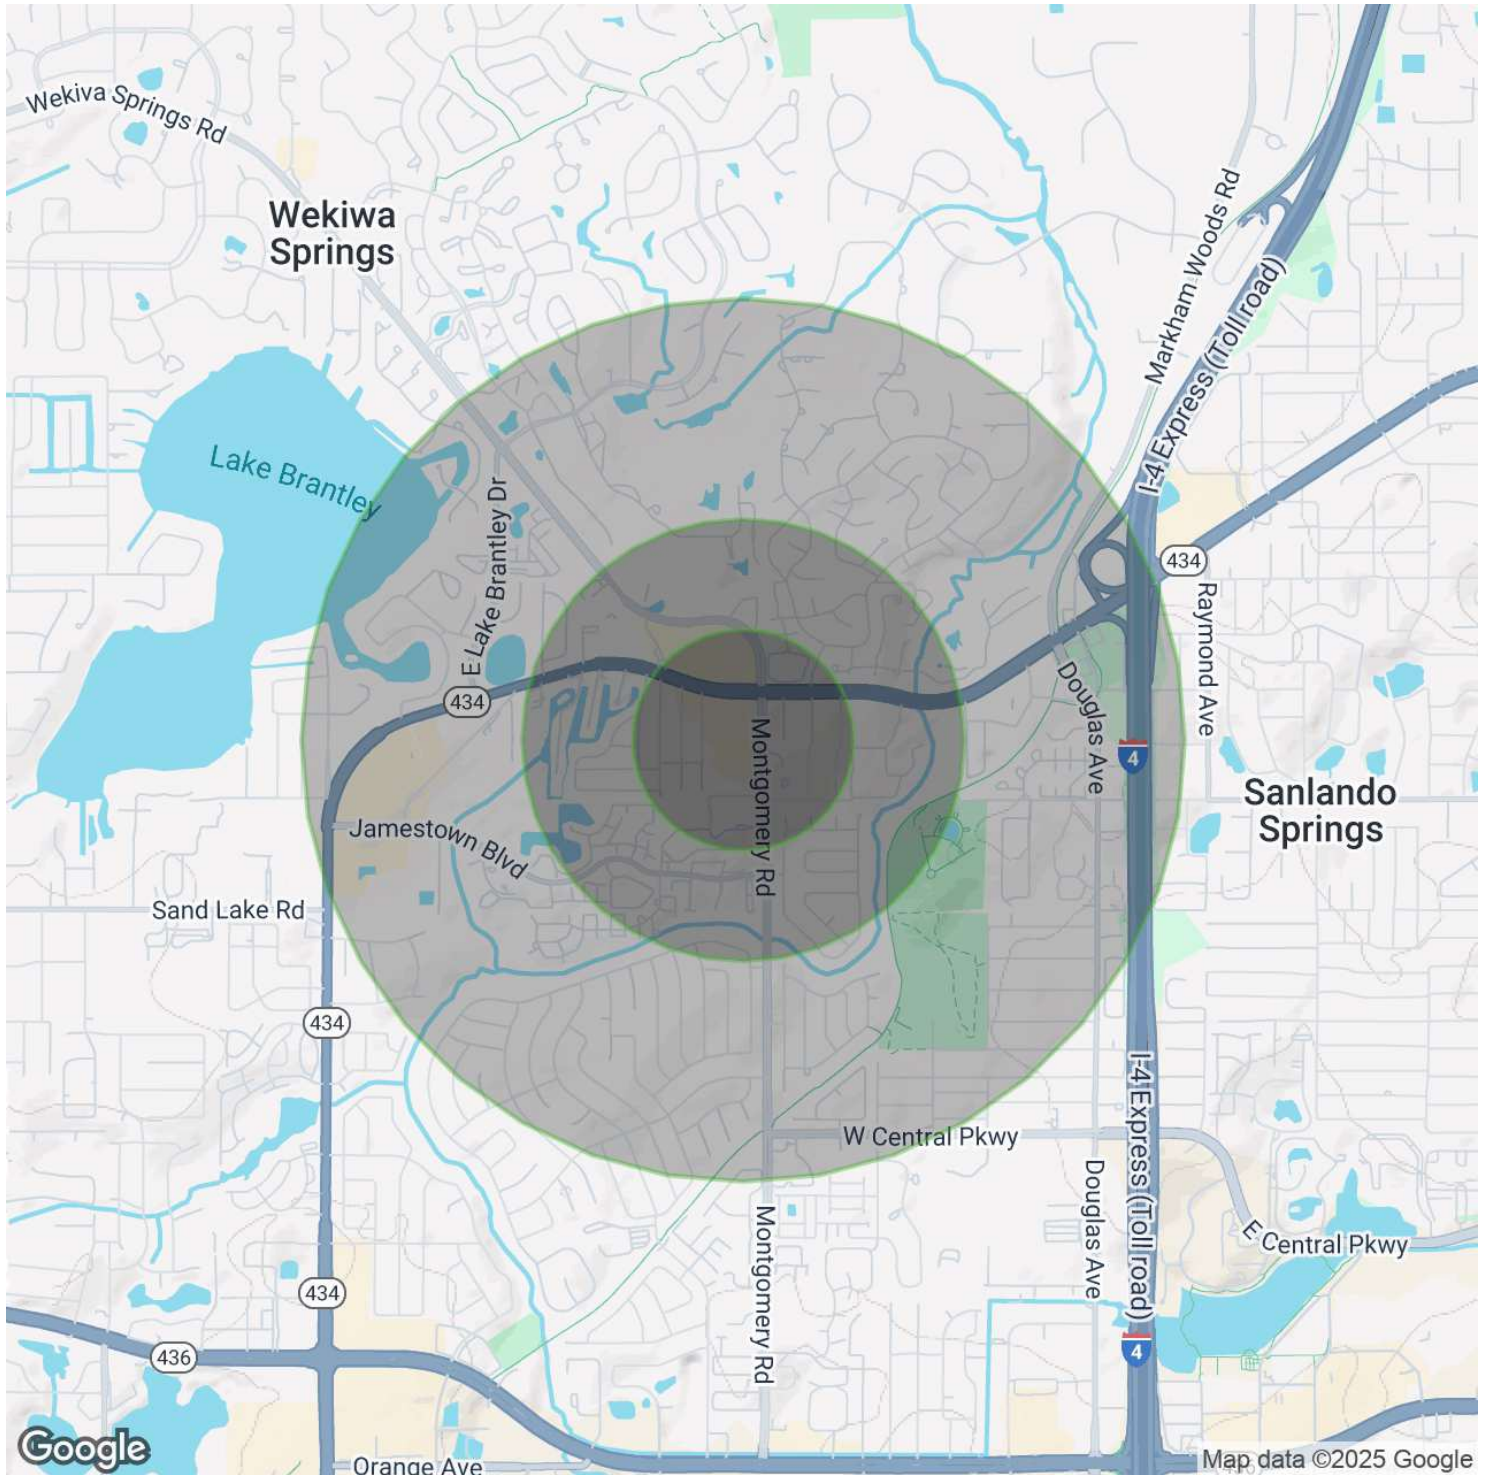 Wekiva Springs Rd
Wekiwa
Springs
Markham Woods Rd
I-4 Express (Toll road)
Lake Brantley
E Lake Brantley Dr
434
Raymond Ave
434
Douglas Ave
Montgomery Rd
4
Sanlando
Springs
Jamestown Blvd
Sand Lake Rd
434
I-4 Express (Toll road)
W Central Pkwy
Douglas Ave
E Central Pkwy
Montgomery Rd
434
436
4
Google
Orange Ave
Map data ©2025 Google